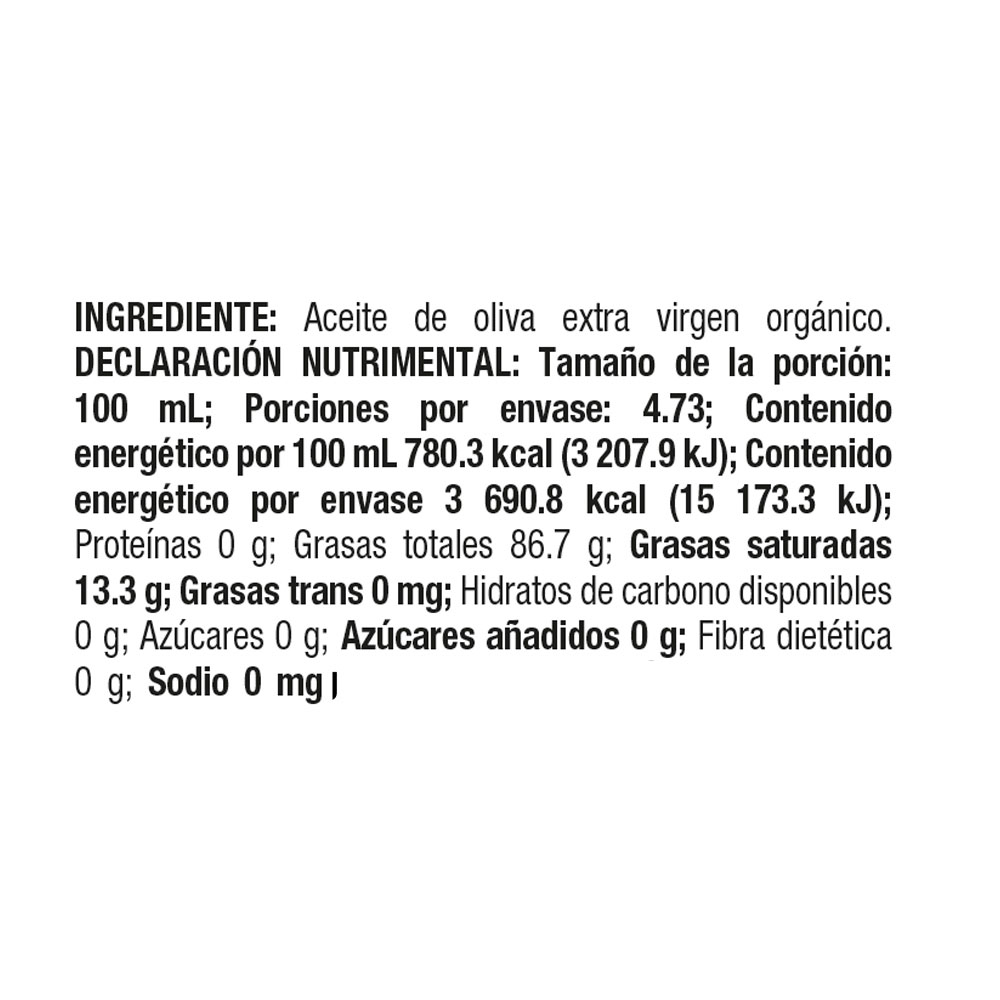 INGREDIENTE: Aceite de oliva extra virgen orgánico.
DECLARACIÓN NUTRIMENTAL: Tamaño de la porción:
100 mL; Porciones por envase: 4.73; Contenido
energético por 100 mL 780.3 kcal (3 207.9 kJ); Contenido
energético por envase 3 690.8 kcal (15 173.3 kJ);
Proteínas 0 g; Grasas totales 86.7 g; Grasas saturadas
13.3 g; Grasas trans 0 mg; Hidratos de carbono disponibles
0 g; Azúcares 0 g; Azúcares añadidos 0 g; Fibra dietética
0 g; Sodio 0 mg